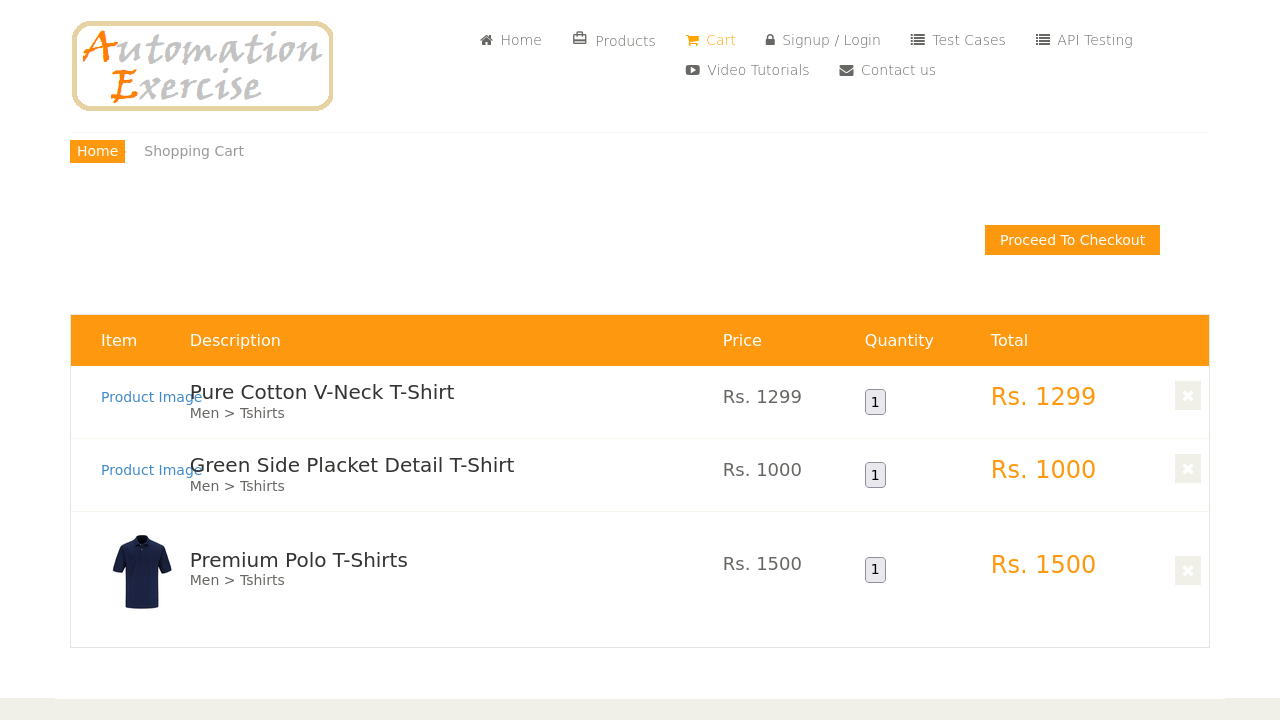 Automation
Exercise
Home Products Cart Signup / Login Test Cases API Testing
Video Tutorials Contact us
Home Shopping Cart
Proceed To Checkout
Item Description Price Quantity Total
Product Image Pure Cotton V-Neck T-Shirt Rs. 1299 1 Rs. 1299
Men > Tshirts
Product Image Green Side Placket Detail T-Shirt Rs. 1000 1 Rs. 1000
Men > Tshirts
Premium Polo T-Shirts Rs. 1500 1 Rs. 1500
Men > Tshirts